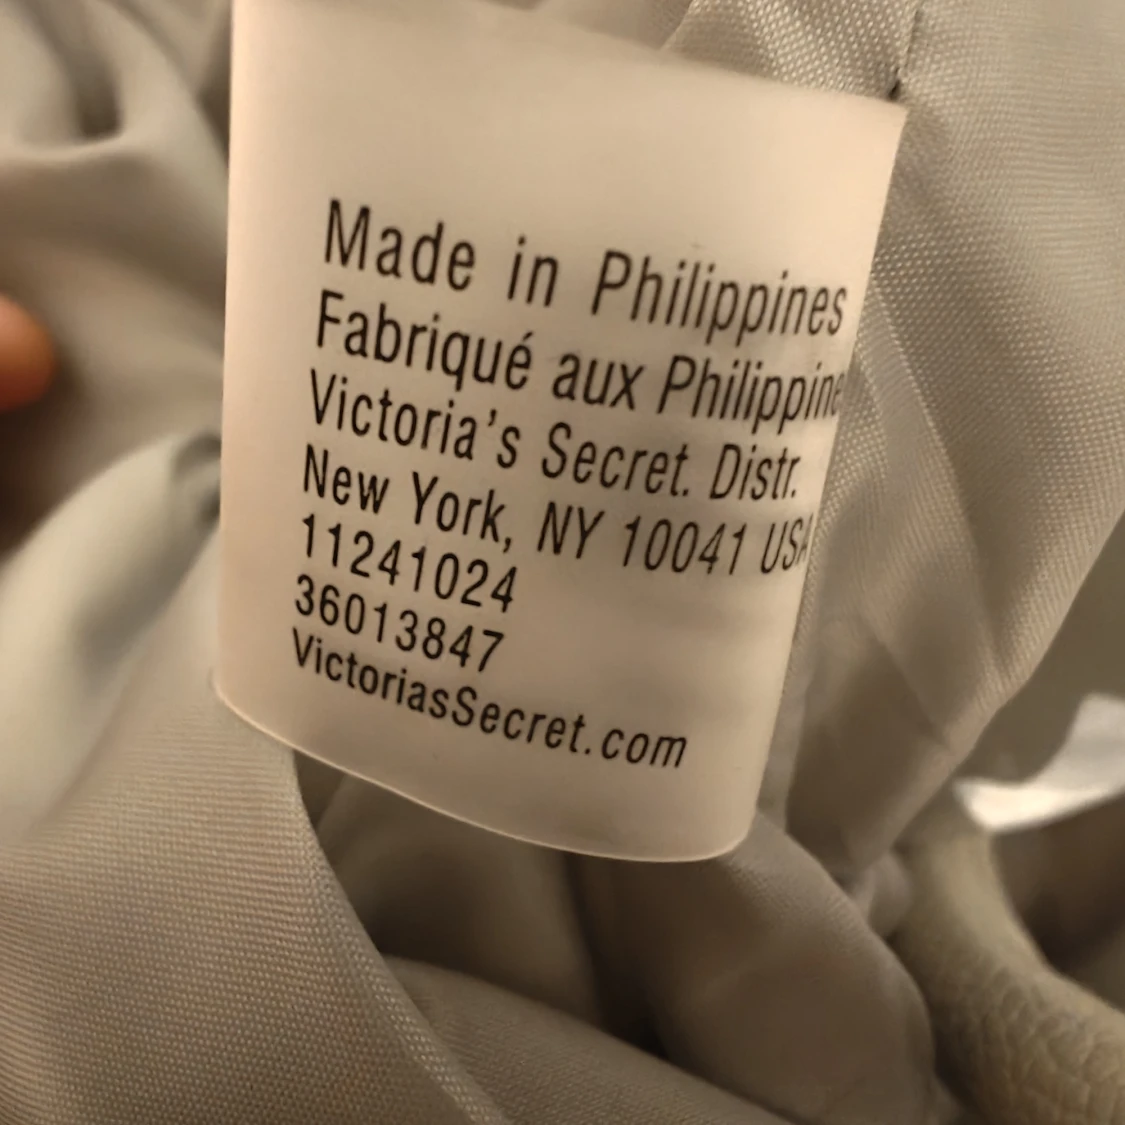 Made in Philippines
Fabriqué aux Philippine
Victoria's Secret. Distr.
New York, NY 10041 USA
11241024
36013847
VictoriasSecret.com